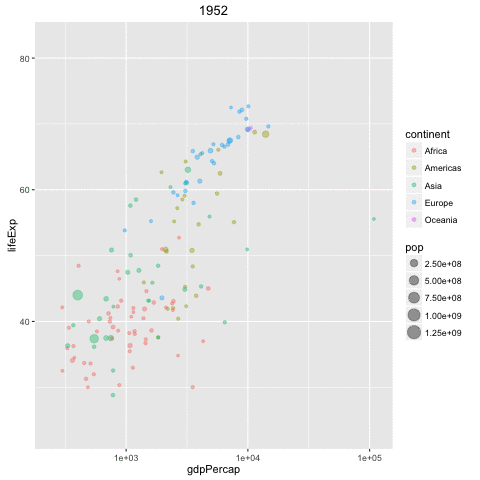 1952
80
60
40
lifeExp
1e+03
1e+04
1e+05
gdpPercap
continent
Africa
Americas
Asia
Europe
Oceania
pop
2.50e+08
5.00e+08
7.50e+08
1.00e+09
1.25e+09